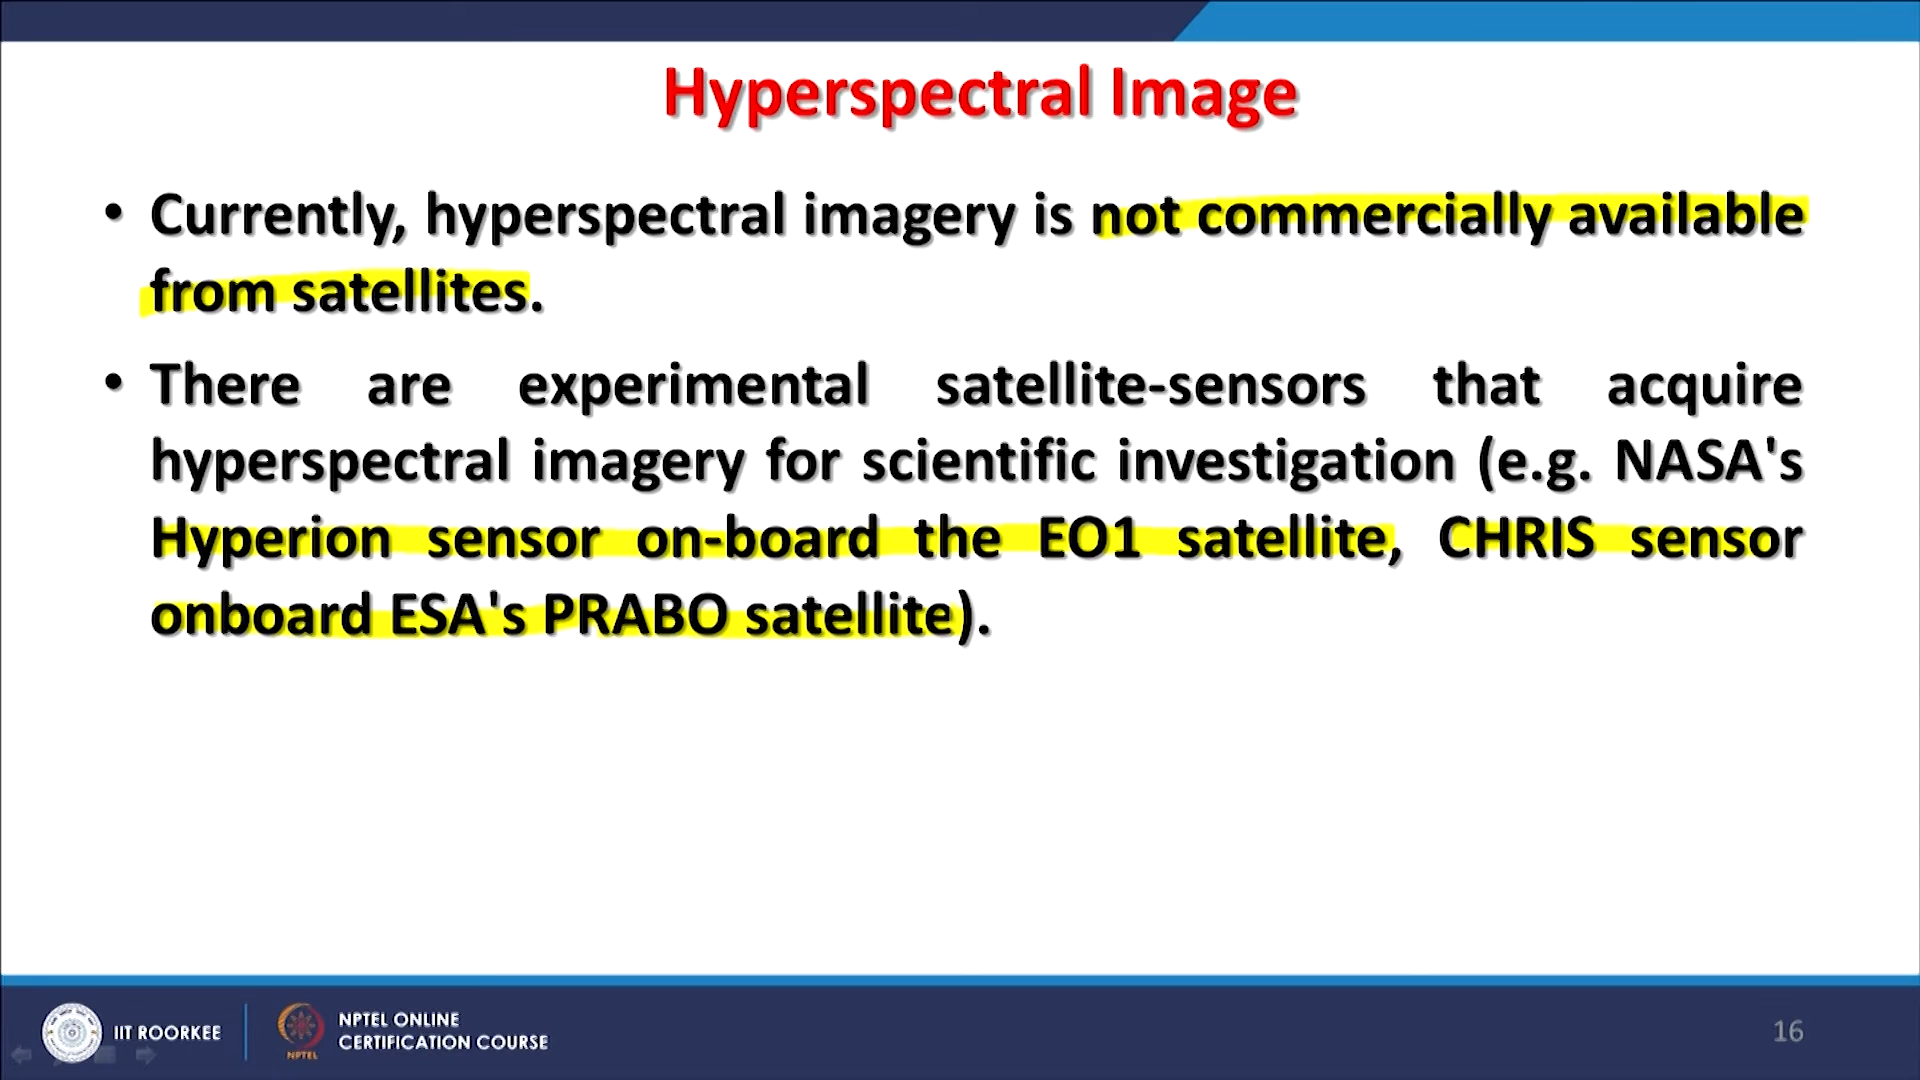 Hyperspectral Image
• Currently, hyperspectral imagery is not commercially available
from satellites.
• There are experimental satellite-sensors that acquire
hyperspectral imagery for scientific investigation (e.g. NASA's
Hyperion sensor on-board the EO1 satellite, CHRIS sensor
onboard ESA's PRABO satellite).
IIT ROORKEE
NPTEL
NPTEL ONLINE
CERTIFICATION COURSE
16